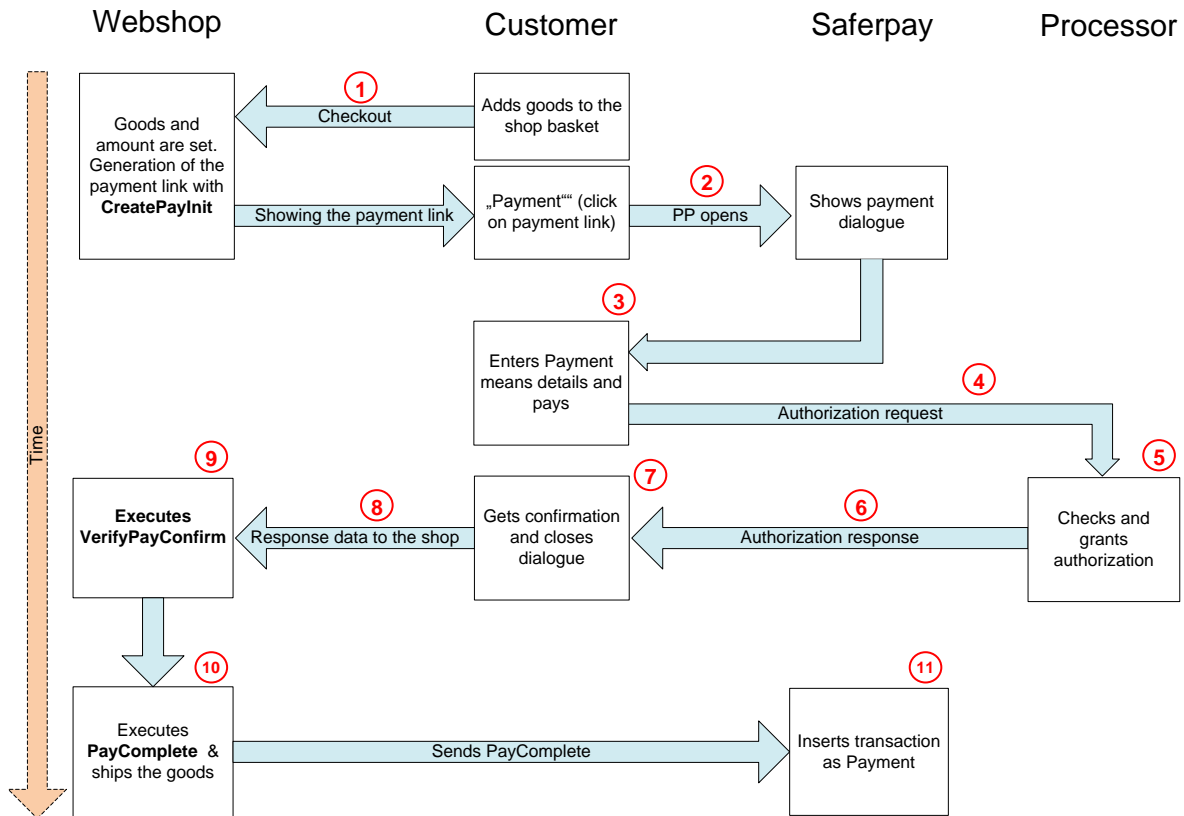 Webshop
Customer
Saferpay
Processor
Time
1
Checkout
Adds goods to the
shop basket
Goods and
amount are set.
Generation of the
payment link with
CreatePayInit
Showing the payment link
„Payment““ (click
on payment link)
2
PP opens
Shows payment
dialogue
3
Enters Payment
means details and
pays
4
Authorization request
5
Checks and
grants
authorization
6
Authorization response
7
Gets confirmation
and closes
dialogue
8
Response data to the shop
9
Executes
VerifyPayConfirm
10
Executes
PayComplete &
ships the goods
Sends PayComplete
11
Inserts transaction
as Payment